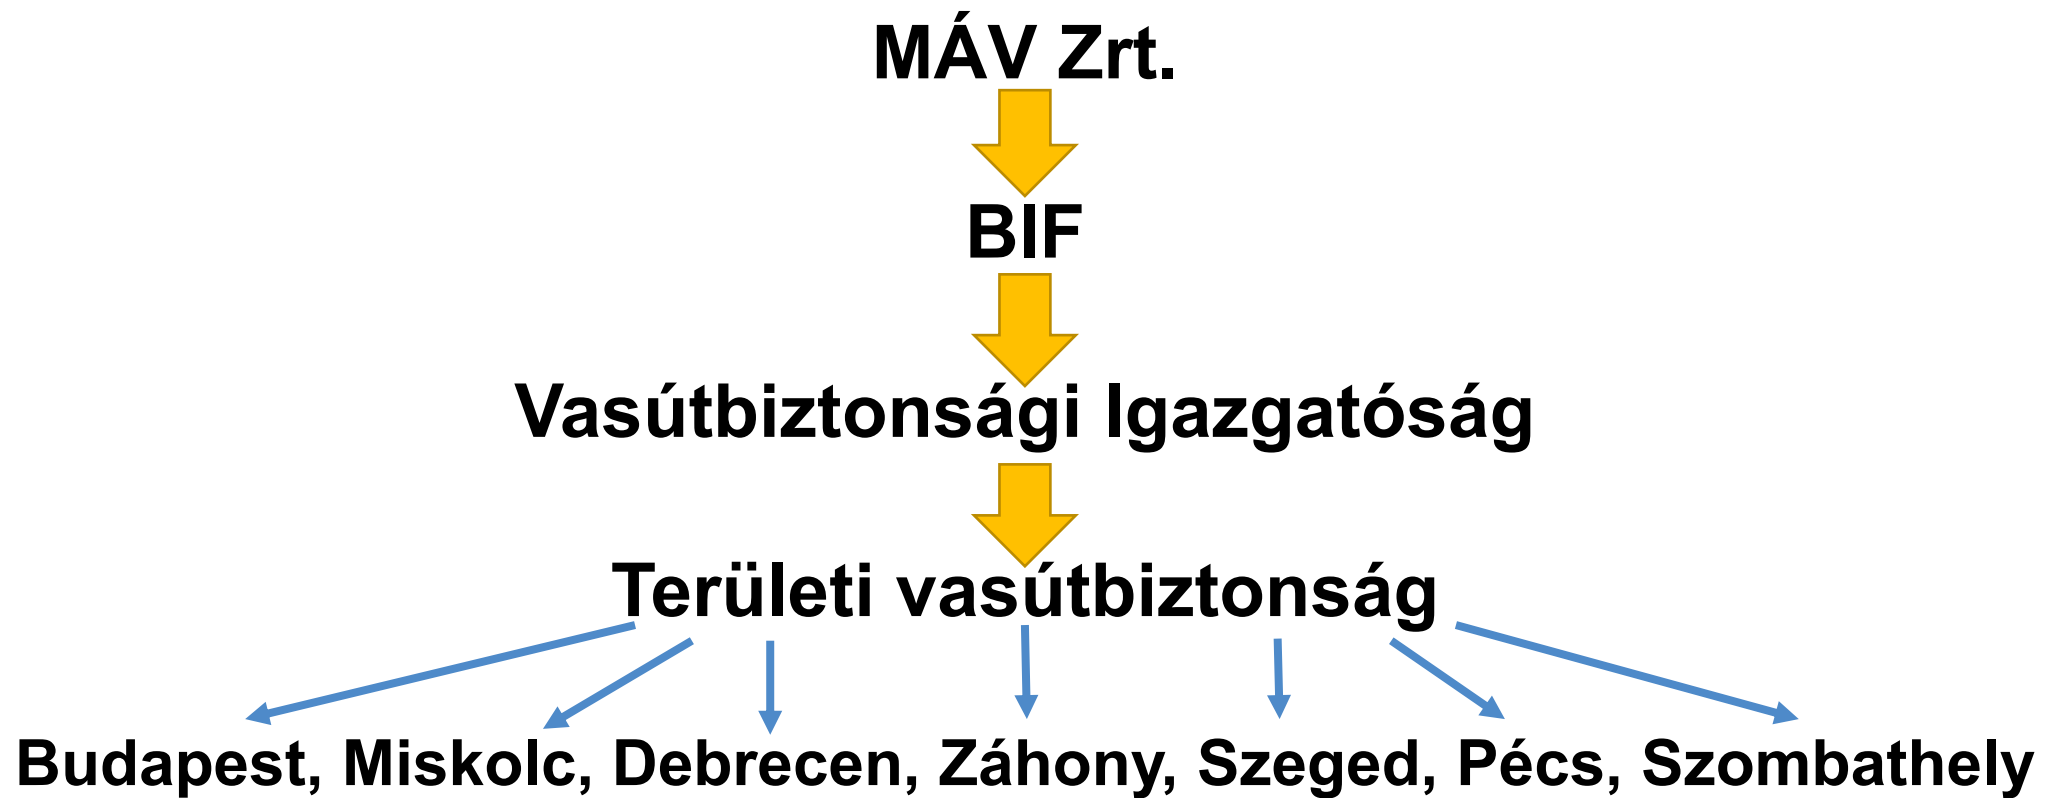 MÁV Zrt.
BIF
Vasútbiztonsági Igazgatóság
Területi vasútbiztonság
Budapest, Miskolc, Debrecen, Záhony, Szeged, Pécs, Szombathely